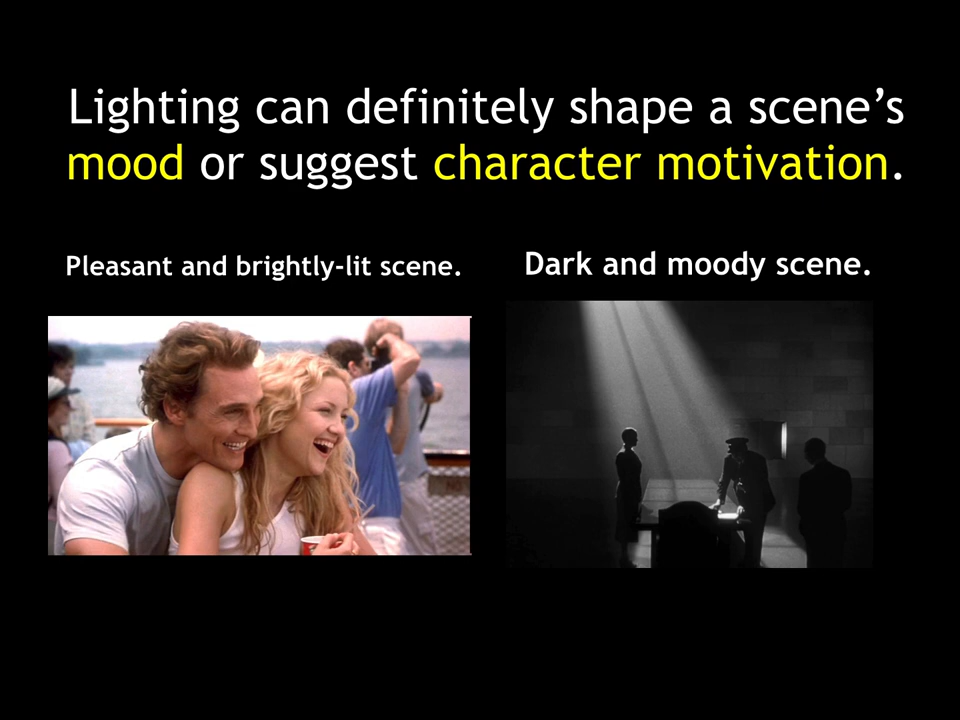 Lighting can definitely shape a scene’s
mood or suggest character motivation.
Pleasant and brightly-lit scene.
Dark and moody scene.